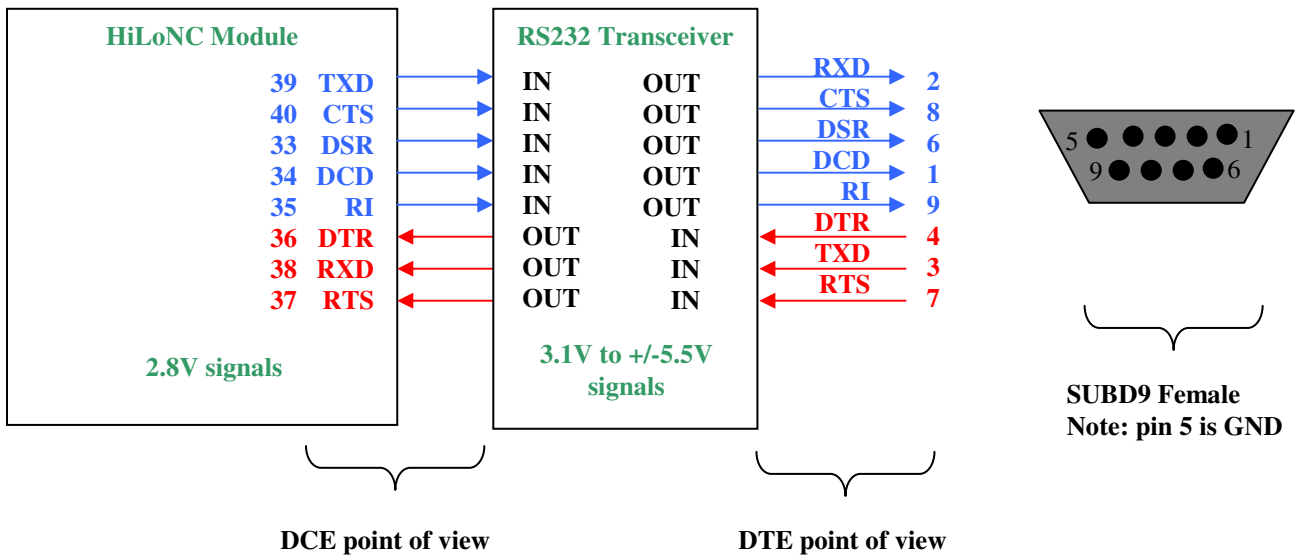 HiLoNC Module
39 TXD
40 CTS
33 DSR
34 DCD
35 RI
36 DTR
38 RXD
37 RTS
2.8V signals
RS232 Transceiver
IN OUT
IN OUT
IN OUT
IN OUT
IN OUT
OUT IN
OUT IN
OUT IN
3.1V to +/-5.5V
signals
RXD 2
CTS 8
DSR 6
DCD 1
RI 9
DTR 4
TXD 3
RTS 7
5 1
9 6
SUBD9 Female
Note: pin 5 is GND
DCE point of view
DTE point of view